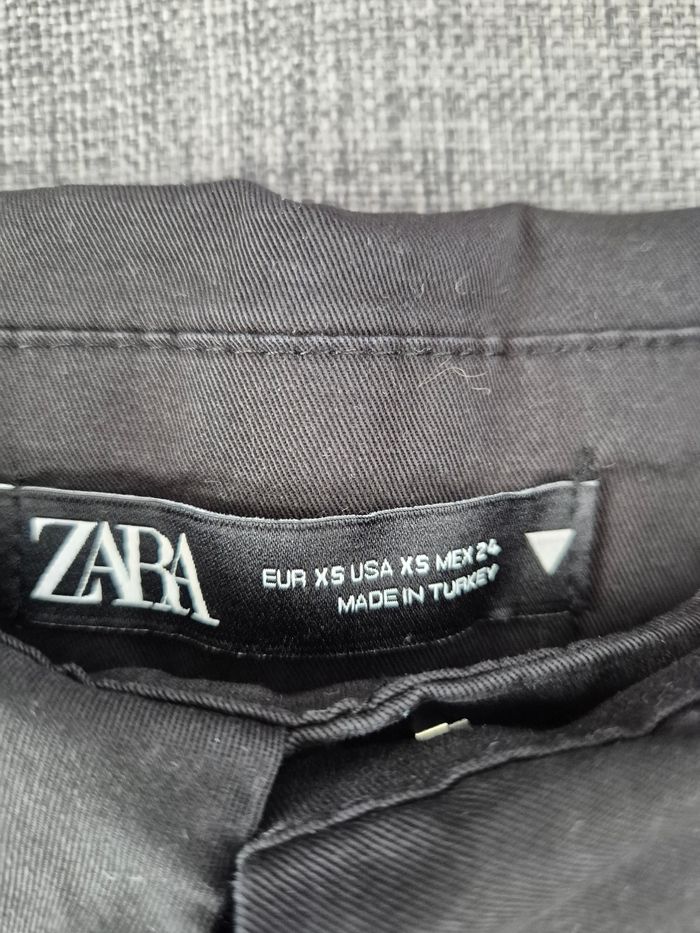 ZARA
EUR XS USA XS MEX 24
MADE IN TURKEY